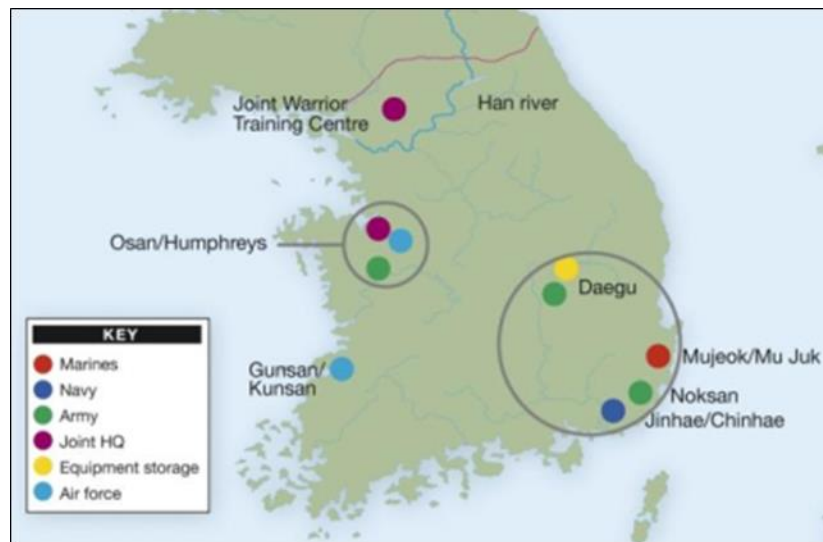 Joint Warrior
Training Centre
Han river
Osan/Humphreys
Daegu
Gunsan/
Kunsan
Mujeok/Mu Juk
Noksan
Jinhae/Chinhae
KEY
Marines
Navy
Army
Joint HQ
Equipment storage
Air force